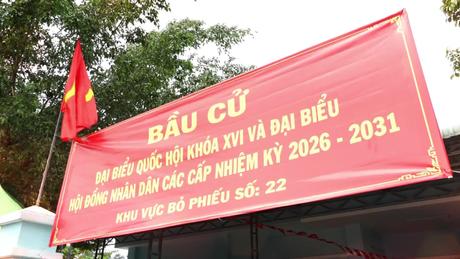 BẦU CỬ
ĐẠI BIỂU QUỐC HỘI KHÓA XVI VÀ ĐẠI BIỂU
HỘI ĐỒNG NHÂN DÂN CÁC CẤP NHIỆM KỲ 2026 - 2031
KHU VỰC BỎ PHIẾU SỐ: 22